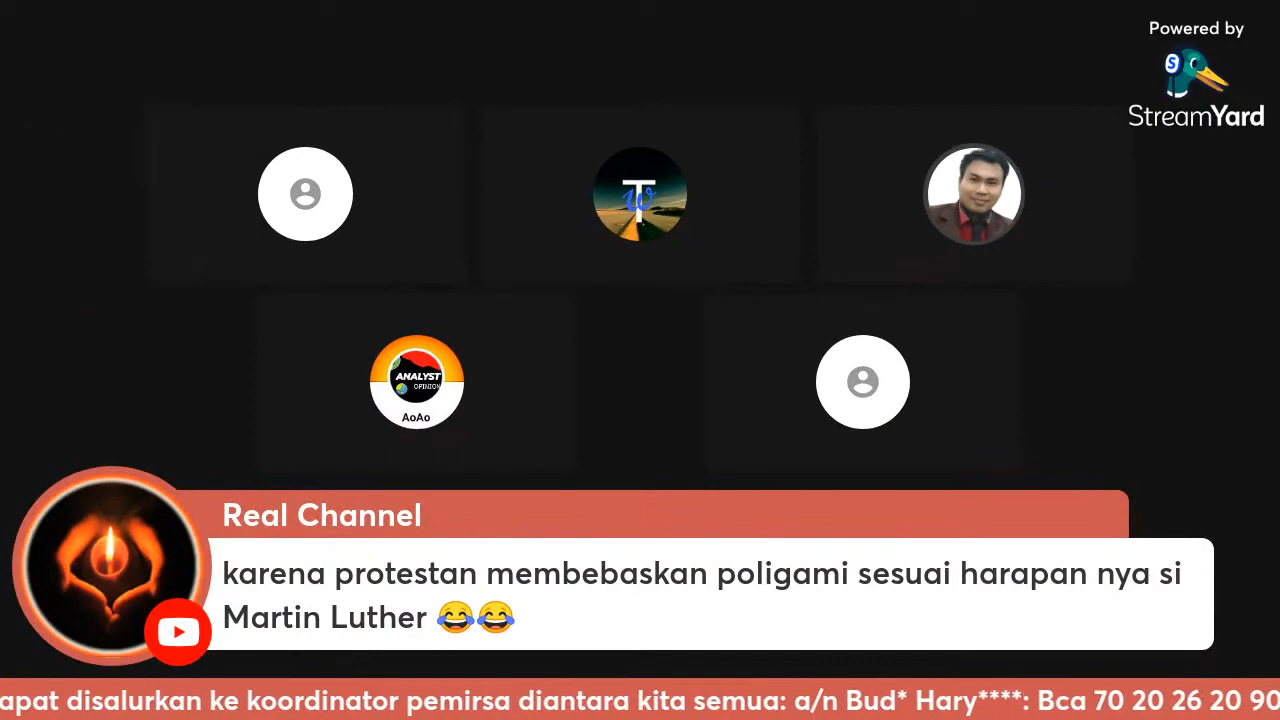 Powered by
StreamYard
T
w
ANALYST
OPINION
AoAo
Real Channel
karena protestan membebaskan poligami sesuai harapan nya si
Martin Luther 😂😂
apat disalurkan ke koordinator pemirsa diantara kita semua: a/n Bud* Hary****: Bca 70 20 26 20 90